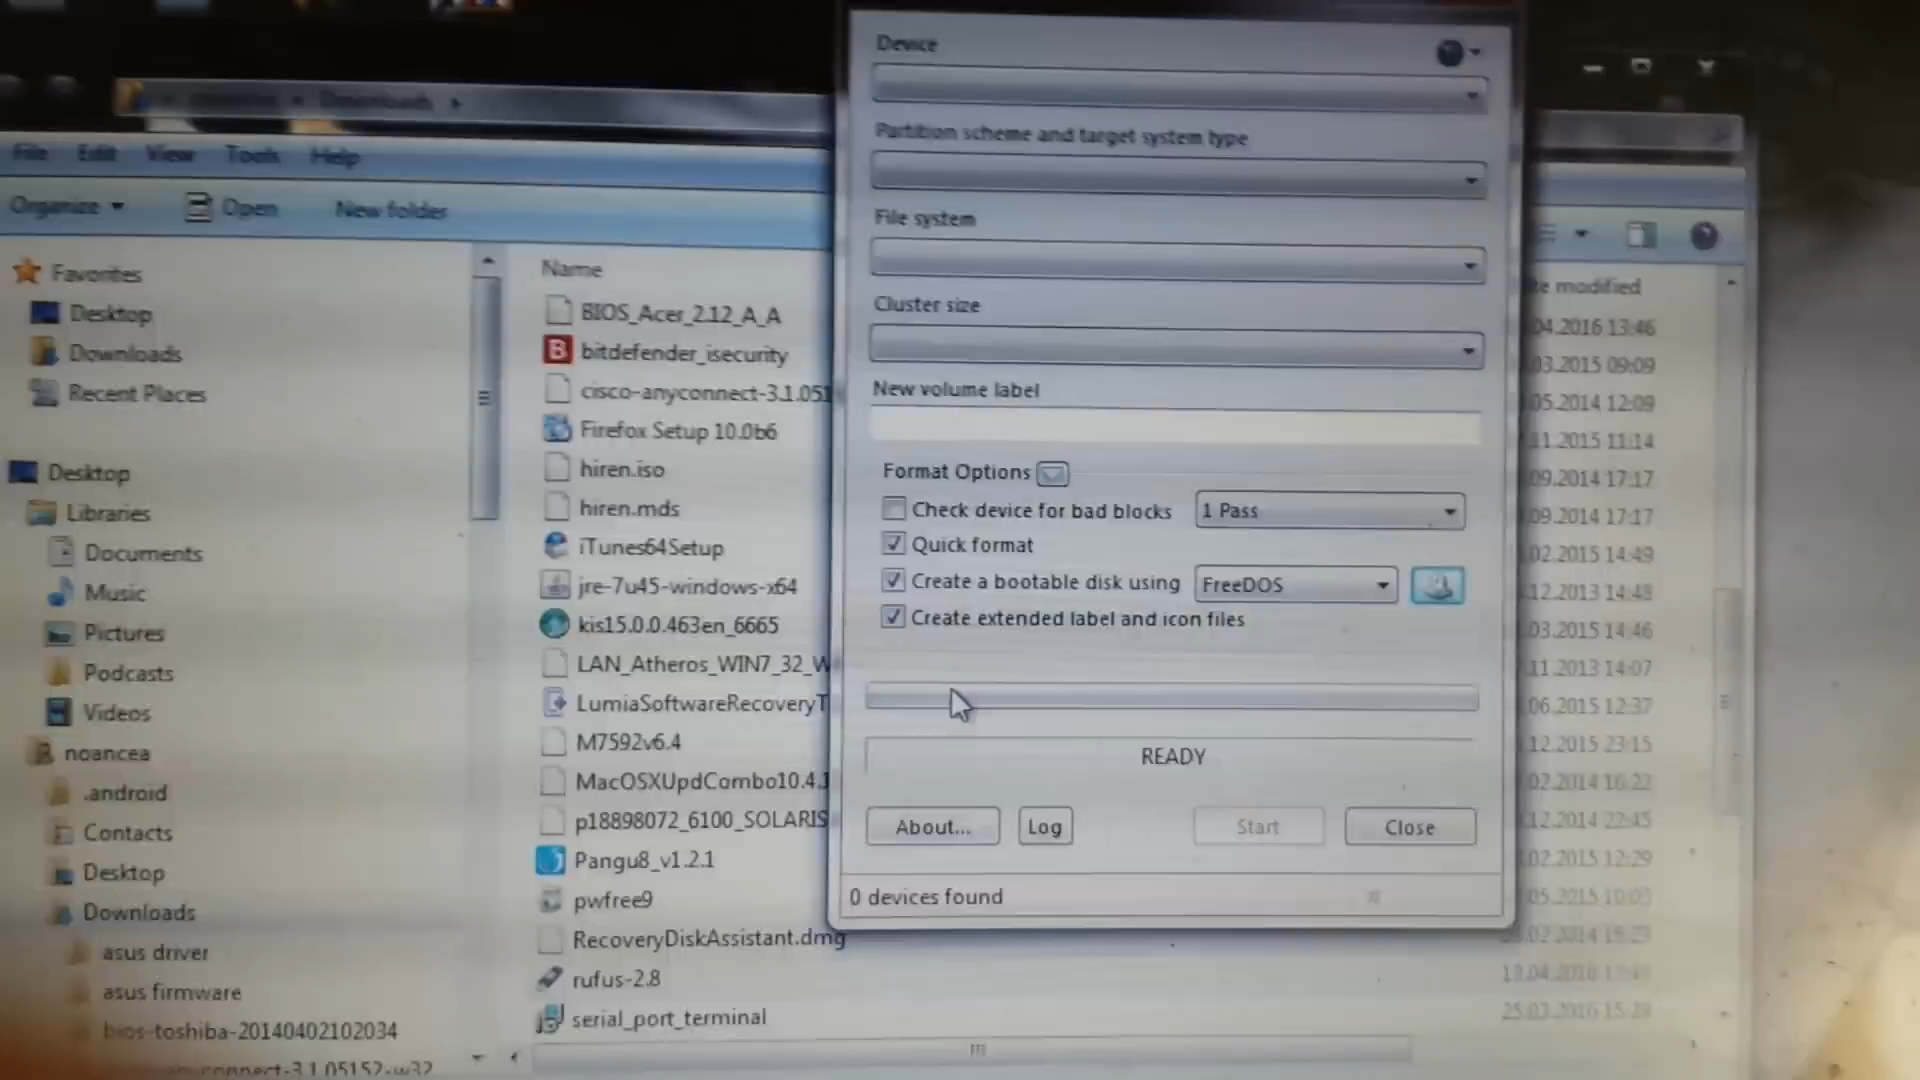 Downloads
File Edit View Tools Help
Organize Open New folder
Favorites
Desktop
Downloads
Recent Places
Desktop
Libraries
Documents
Music
Pictures
Podcasts
Videos
noancea
.android
Contacts
Desktop
Downloads
asus driver
asus firmware
bios-toshiba-20140402102034
Name
BIOS_Acer_2.12_A_A
bitdefender_isecurity
cisco-anyconnect-3.1.051
Firefox Setup 10.0b6
hiren.iso
hiren.mds
iTunes64Setup
jre-7u45-windows-x64
kis15.0.0.463en_6665
LAN_Atheros_WIN7_32_W
LumiaSoftwareRecoveryT
M7592v6.4
MacOSXUpdCombo10.4.1
p18898072_6100_SOLARIS
Pangu8_v1.2.1
pwfree9
RecoveryDiskAssistant.dmg
rufus-2.8
serial_port_terminal
Device
Partition scheme and target system type
File system
Cluster size
New volume label
Format Options
Check device for bad blocks 1 Pass
Quick format
Create a bootable disk using FreeDOS
Create extended label and icon files
READY
About... Log Start Close
0 devices found
te modified
.04.2016 13:46
.03.2015 09:09
.05.2014 12:09
.11.2015 11:14
.09.2014 17:17
.09.2014 17:17
.02.2015 14:49
.12.2013 14:48
.03.2015 14:46
.11.2013 14:07
.06.2015 12:37
.12.2015 23:15
.02.2014 16:22
.12.2014 22:45
.02.2015 12:29